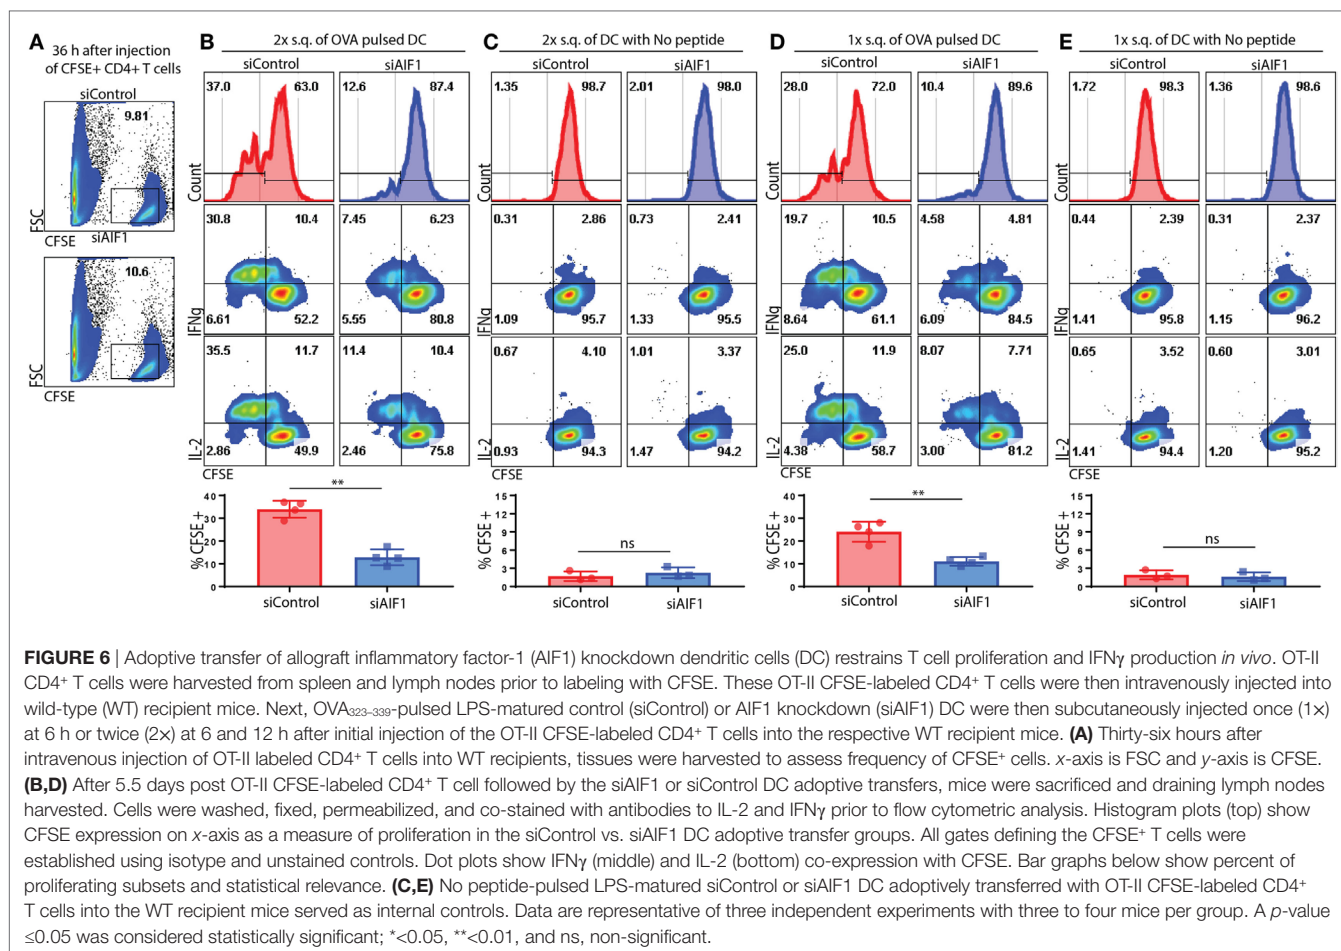 A
36 h after injection
of CFSE+ CD4+ T cells
siControl
9.81
FSC
CFSE
siAIF1
10.6
FSC
CFSE
B
2x s.q. of OVA pulsed DC
siControl
siAIF1
37.0
63.0
12.6
87.4
Count
30.8
10.4
7.45
6.23
IFNq
6.61
52.2
5.55
80.8
35.5
11.7
11.4
10.4
IL-2
2.86
49.9
2.46
75.8
CFSE
**
% CFSE +
40
30
20
10
0
siControl
siAIF1
C
2x s.q. of DC with No peptide
siControl
siAIF1
1.35
98.7
2.01
98.0
Count
0.31
2.86
0.73
2.41
IFNq
1.09
95.7
1.33
95.5
0.67
4.10
1.01
3.37
IL-2
0.93
94.3
1.47
94.2
CFSE
ns
% CFSE +
15
12
9
6
3
0
siControl
siAIF1
D
1x s.q. of OVA pulsed DC
siControl
siAIF1
28.0
72.0
10.4
89.6
Count
19.7
10.5
4.58
4.81
IFNq
8.64
61.1
6.09
84.5
25.0
11.9
8.07
7.71
IL-2
4.38
58.7
3.00
81.2
CFSE
**
% CFSE +
40
30
20
10
0
siControl
siAIF1
E
1x s.q. of DC with No peptide
siControl
siAIF1
1.72
98.3
1.36
98.6
Count
0.44
2.39
0.31
2.37
IFNq
1.41
95.8
1.15
96.2
0.65
3.52
0.60
3.01
IL-2
1.41
94.4
1.20
95.2
CFSE
ns
% CFSE +
15
12
9
6
3
0
siControl
siAIF1
FIGURE 6 | Adoptive transfer of allograft inflammatory factor-1 (AIF1) knockdown dendritic cells (DC) restrains T cell proliferation and IFNγ production in vivo. OT-II
CD4⁺ T cells were harvested from spleen and lymph nodes prior to labeling with CFSE. These OT-II CFSE-labeled CD4⁺ T cells were then intravenously injected into
wild-type (WT) recipient mice. Next, OVA₃₂₃₋₃₃₉-pulsed LPS-matured control (siControl) or AIF1 knockdown (siAIF1) DC were then subcutaneously injected once (1×)
at 6 h or twice (2×) at 6 and 12 h after initial injection of the OT-II CFSE-labeled CD4⁺ T cells into the respective WT recipient mice. (A) Thirty-six hours after
intravenous injection of OT-II labeled CD4⁺ T cells into WT recipients, tissues were harvested to assess frequency of CFSE⁺ cells. x-axis is FSC and y-axis is CFSE.
(B,D) After 5.5 days post OT-II CFSE-labeled CD4⁺ T cell followed by the siAIF1 or siControl DC adoptive transfers, mice were sacrificed and draining lymph nodes
harvested. Cells were washed, fixed, permeabilized, and co-stained with antibodies to IL-2 and IFNγ prior to flow cytometric analysis. Histogram plots (top) show
CFSE expression on x-axis as a measure of proliferation in the siControl vs. siAIF1 DC adoptive transfer groups. All gates defining the CFSE⁺ T cells were
established using isotype and unstained controls. Dot plots show IFNγ (middle) and IL-2 (bottom) co-expression with CFSE. Bar graphs below show percent of
proliferating subsets and statistical relevance. (C,E) No peptide-pulsed LPS-matured siControl or siAIF1 DC adoptively transferred with OT-II CFSE-labeled CD4⁺
T cells into the WT recipient mice served as internal controls. Data are representative of three independent experiments with three to four mice per group. A p-value
≤0.05 was considered statistically significant; *<0.05, **<0.01, and ns, non-significant.